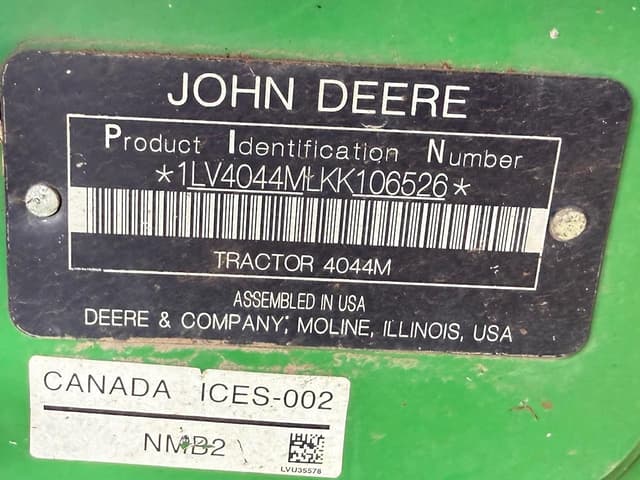 JOHN DEERE
Product Identification Number
*1LV4044MLKK106526*
TRACTOR 4044M
ASSEMBLED IN USA
DEERE & COMPANY, MOLINE, ILLINOIS, USA
CANADA ICES-002
NMB2
LVU35578